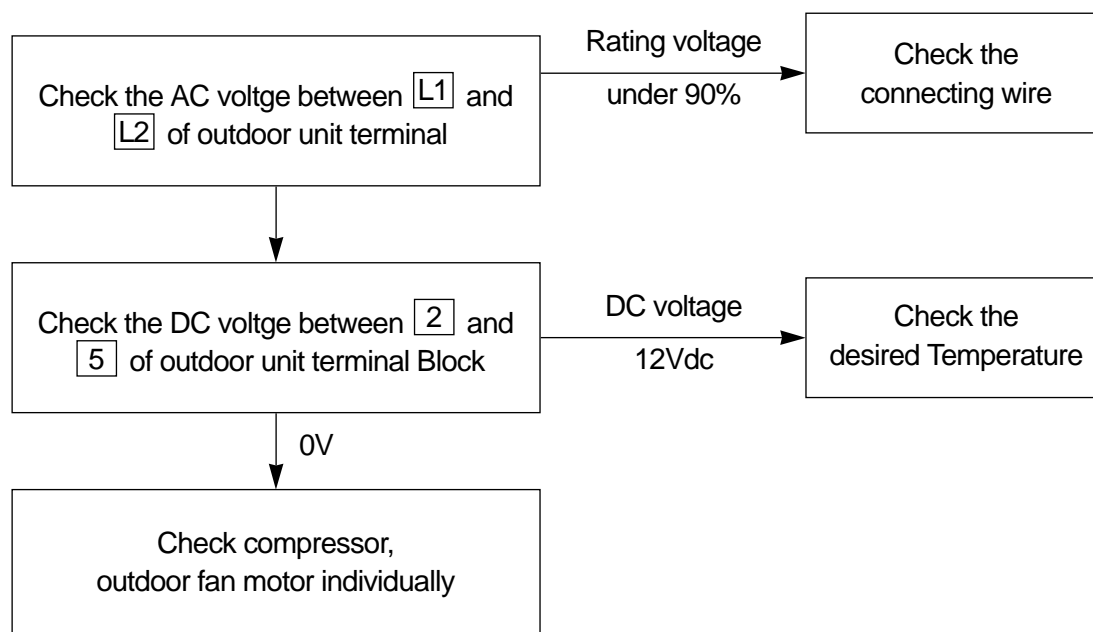 Check the AC voltge between L1 and
L2 of outdoor unit terminal
Rating voltage
under 90%
Check the
connecting wire
Check the DC voltge between 2 and
5 of outdoor unit terminal Block
DC voltage
12Vdc
Check the
desired Temperature
0V
Check compressor,
outdoor fan motor individually